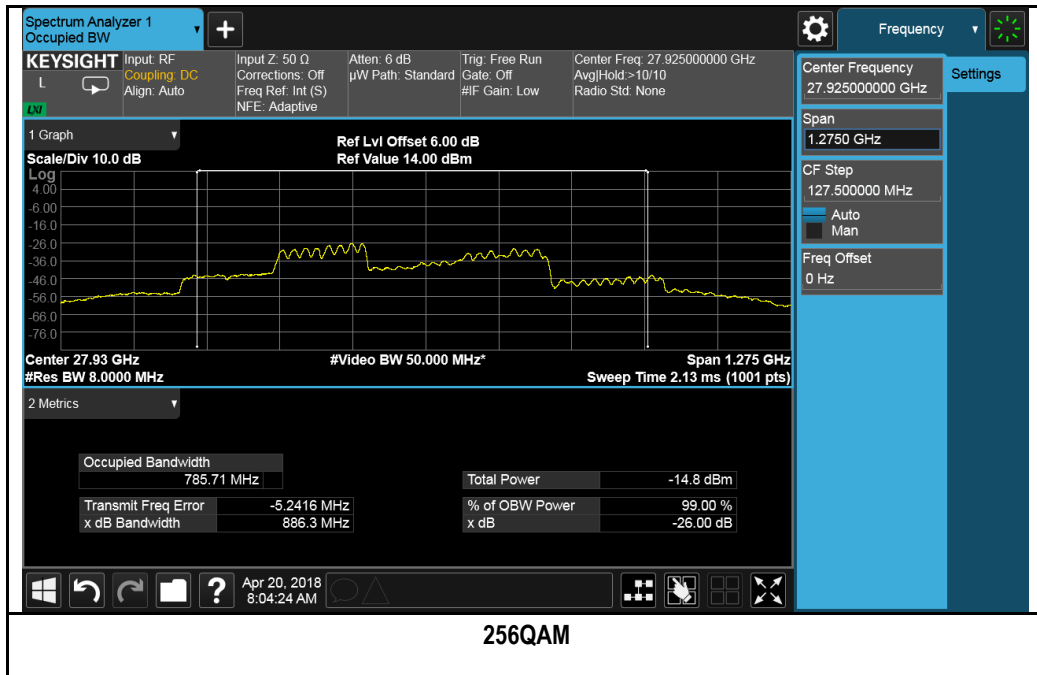 Spectrum Analyzer 1
Occupied BW
Frequency
KEYSIGHT
L
LXI
Input: RF
Coupling: DC
Align: Auto
Input Z: 50 Ω
Corrections: Off
Freq Ref: Int (S)
NFE: Adaptive
Atten: 6 dB
µW Path: Standard
Trig: Free Run
Gate: Off
#IF Gain: Low
Center Freq: 27.925000000 GHz
Avg|Hold:>10/10
Radio Std: None
Center Frequency
27.925000000 GHz
Settings
Span
1.2750 GHz
CF Step
127.500000 MHz
Auto
Man
Freq Offset
0 Hz
1 Graph
Scale/Div 10.0 dB
Ref Lvl Offset 6.00 dB
Ref Value 14.00 dBm
Log
4.00
-6.00
-16.0
-26.0
-36.0
-46.0
-56.0
-66.0
-76.0
Center 27.93 GHz
#Video BW 50.000 MHz*
Span 1.275 GHz
#Res BW 8.0000 MHz
Sweep Time 2.13 ms (1001 pts)
2 Metrics
Occupied Bandwidth
785.71 MHz
Total Power -14.8 dBm
Transmit Freq Error -5.2416 MHz
% of OBW Power 99.00 %
x dB Bandwidth 886.3 MHz
x dB -26.00 dB
?
Apr 20, 2018
8:04:24 AM
256QAM